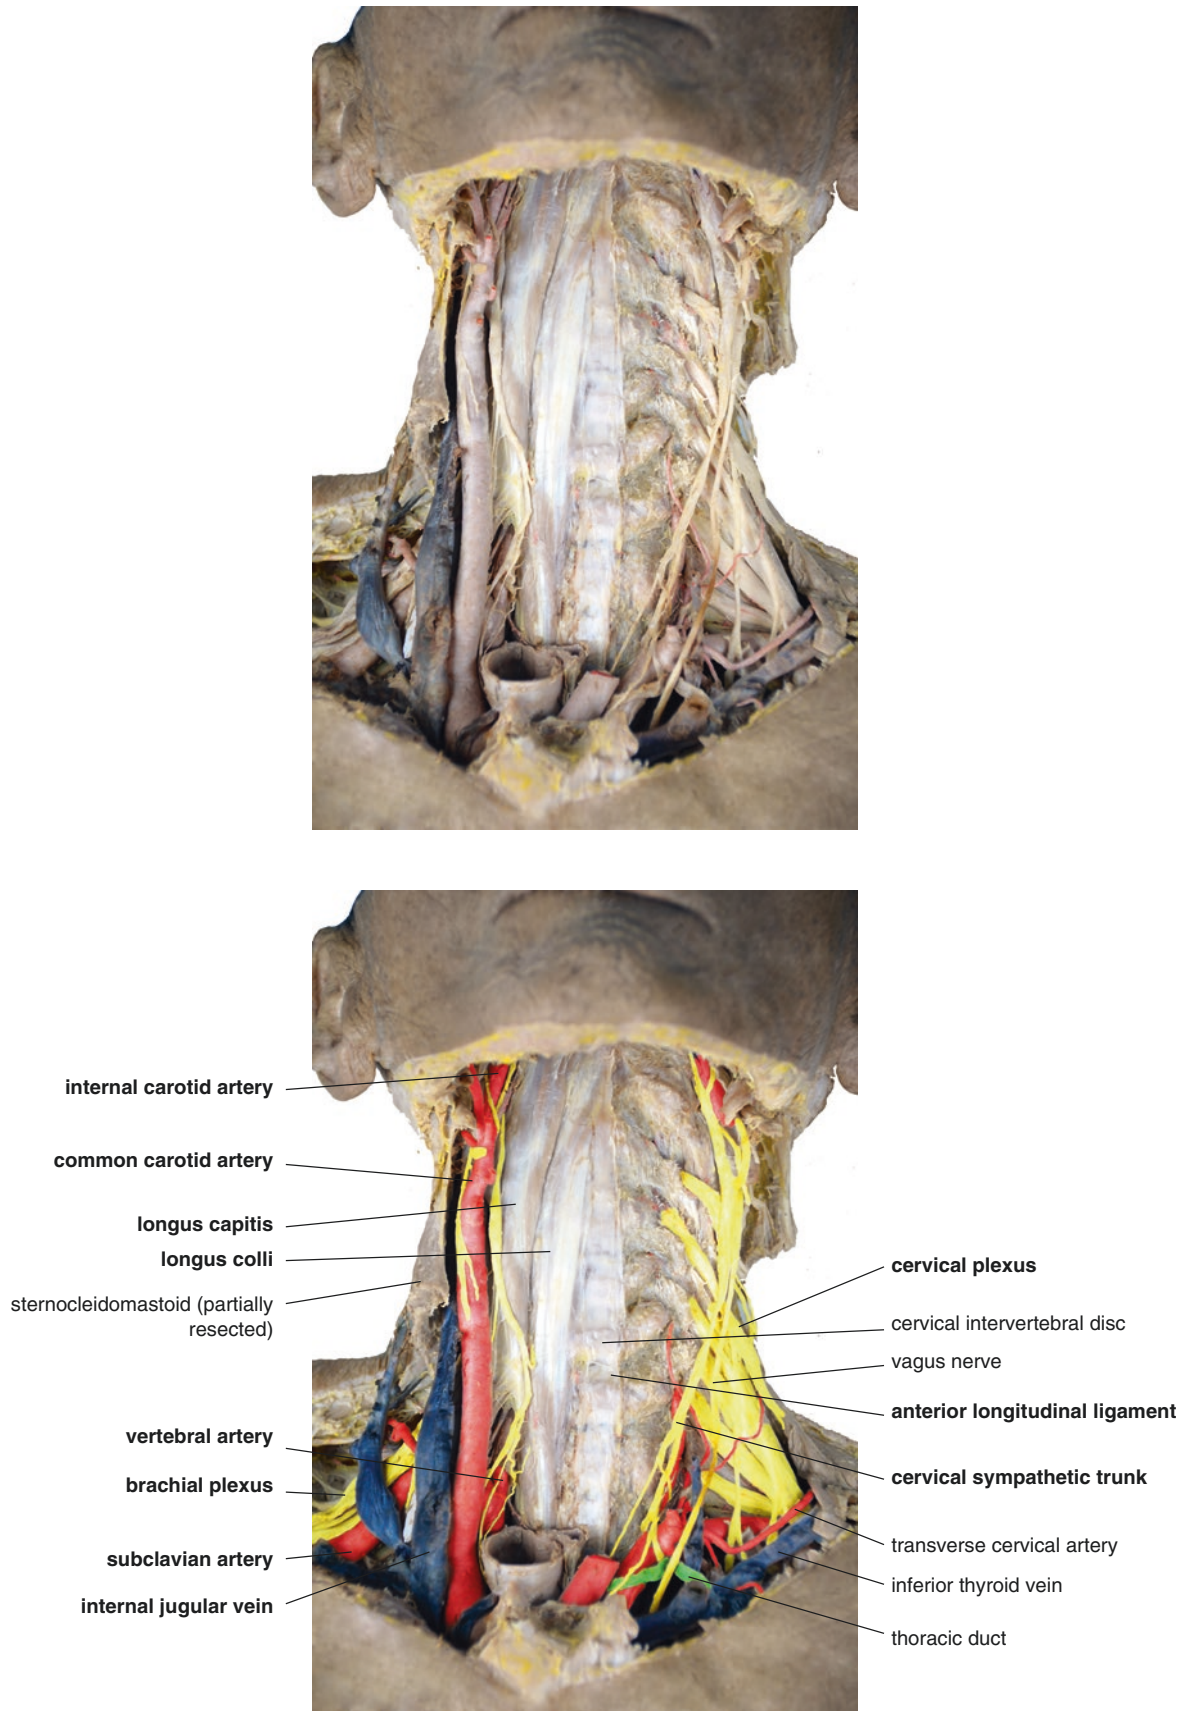 internal carotid artery
common carotid artery
longus capitis
longus colli
sternocleidomastoid (partially
resected)
vertebral artery
brachial plexus
subclavian artery
internal jugular vein
cervical plexus
cervical intervertebral disc
vagus nerve
anterior longitudinal ligament
cervical sympathetic trunk
transverse cervical artery
inferior thyroid vein
thoracic duct